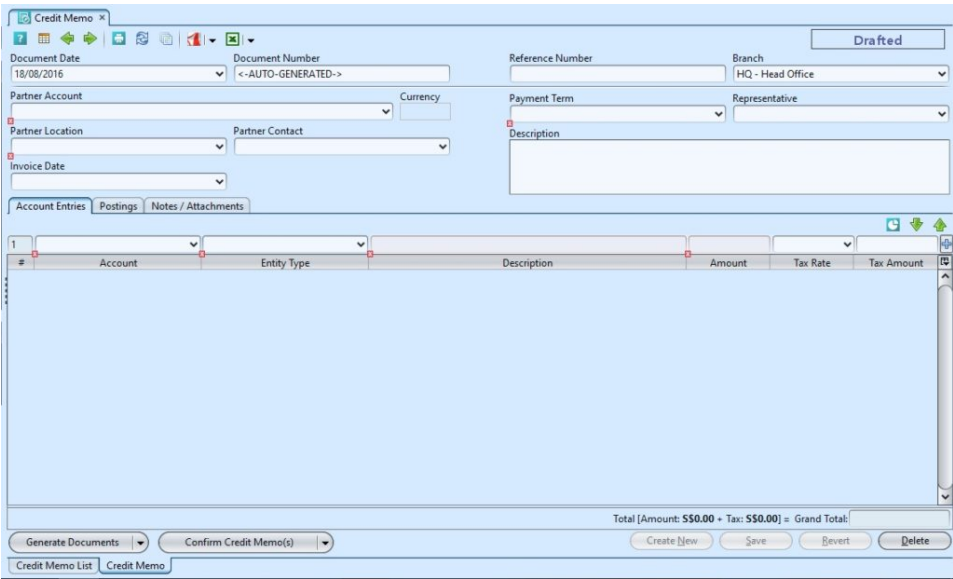 Credit Memo
Drafted
Document Date Document Number Reference Number Branch
18/08/2016 <-AUTO-GENERATED-> HQ - Head Office
Partner Account Currency Payment Term Representative
Partner Location Partner Contact Description
Invoice Date
Account Entries Postings Notes / Attachments
1
# Account Entity Type Description Amount Tax Rate Tax Amount
Total [Amount: S$0.00 + Tax: S$0.00] = Grand Total:
Generate Documents Confirm Credit Memo(s) Create New Save Revert Delete
Credit Memo List Credit Memo